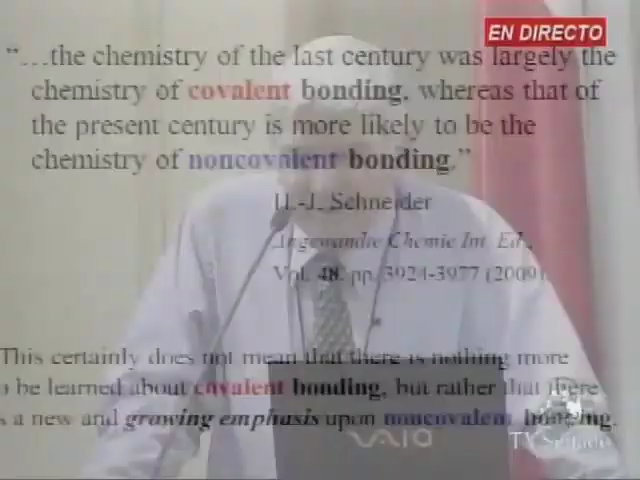 EN DIRECTO
“…the chemistry of the last century was largely the
chemistry of covalent bonding, whereas that of
the present century is more likely to be the
chemistry of noncovalent bonding.”
H.-J. Schneider
Angewandte Chemie Int. Ed.,
Vol. 48, pp. 3924-3977 (2009)
This certainly does not mean that there is nothing more
o be learned about covalent bonding, but rather that there
s a new and growing emphasis upon noncovalent bonding.
VAIO
TV Senado